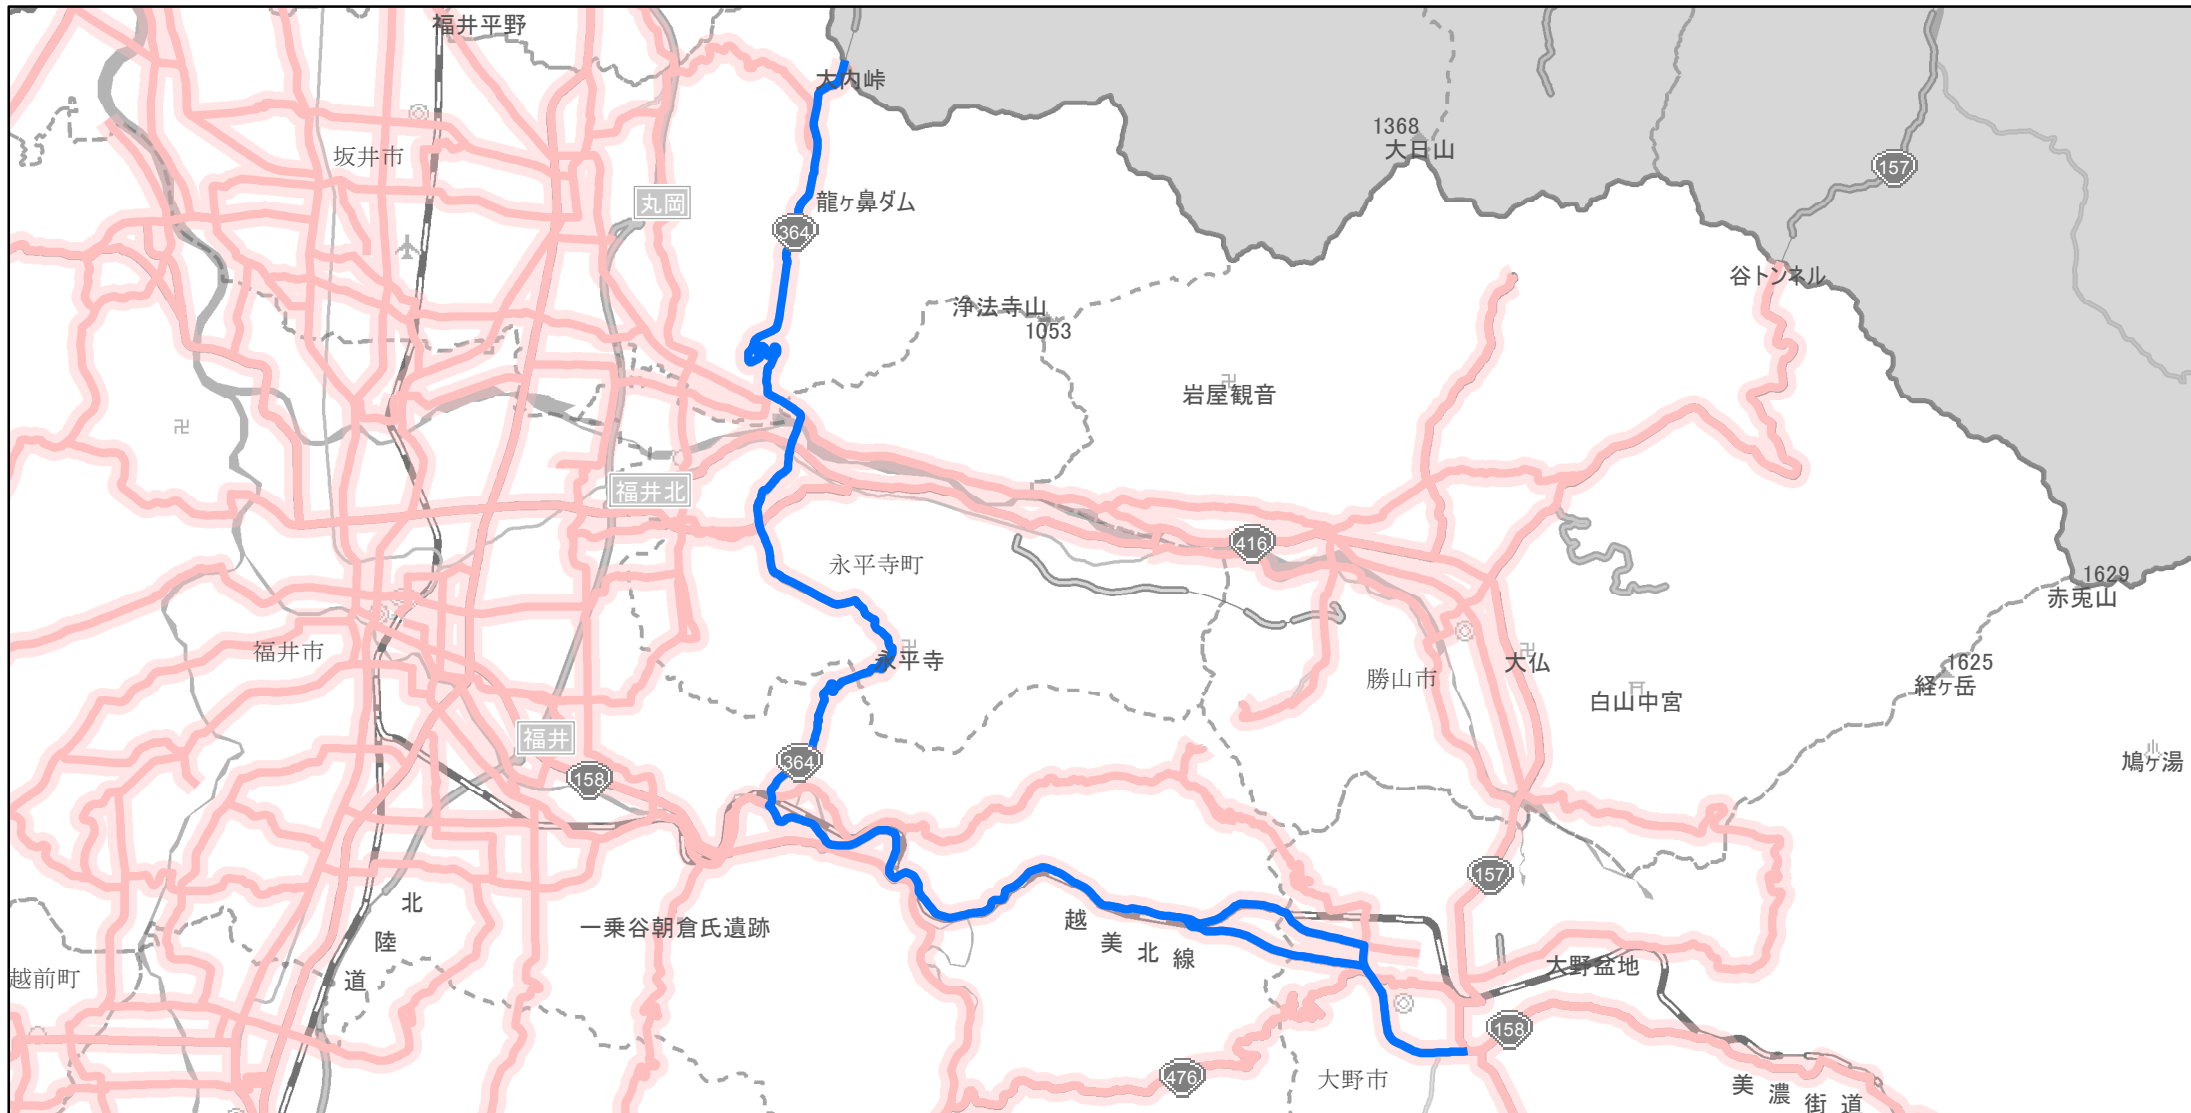 福井平野
大内峠
1368
大日山
坂井市
157
丸岡
龍ヶ鼻ダム
364
谷トンネル
浄法寺山
1053
岩屋観音
福井北
416
永平寺町
1629
赤兎山
福井市
永平寺
大仏
1625
勝山市
経ヶ岳
白山中宮
福井
鳩ケ湯
364
158
157
北陸道
越美北線
一乗谷朝倉氏遺跡
大野盆地
越前町
158
476
大野市
美濃街道